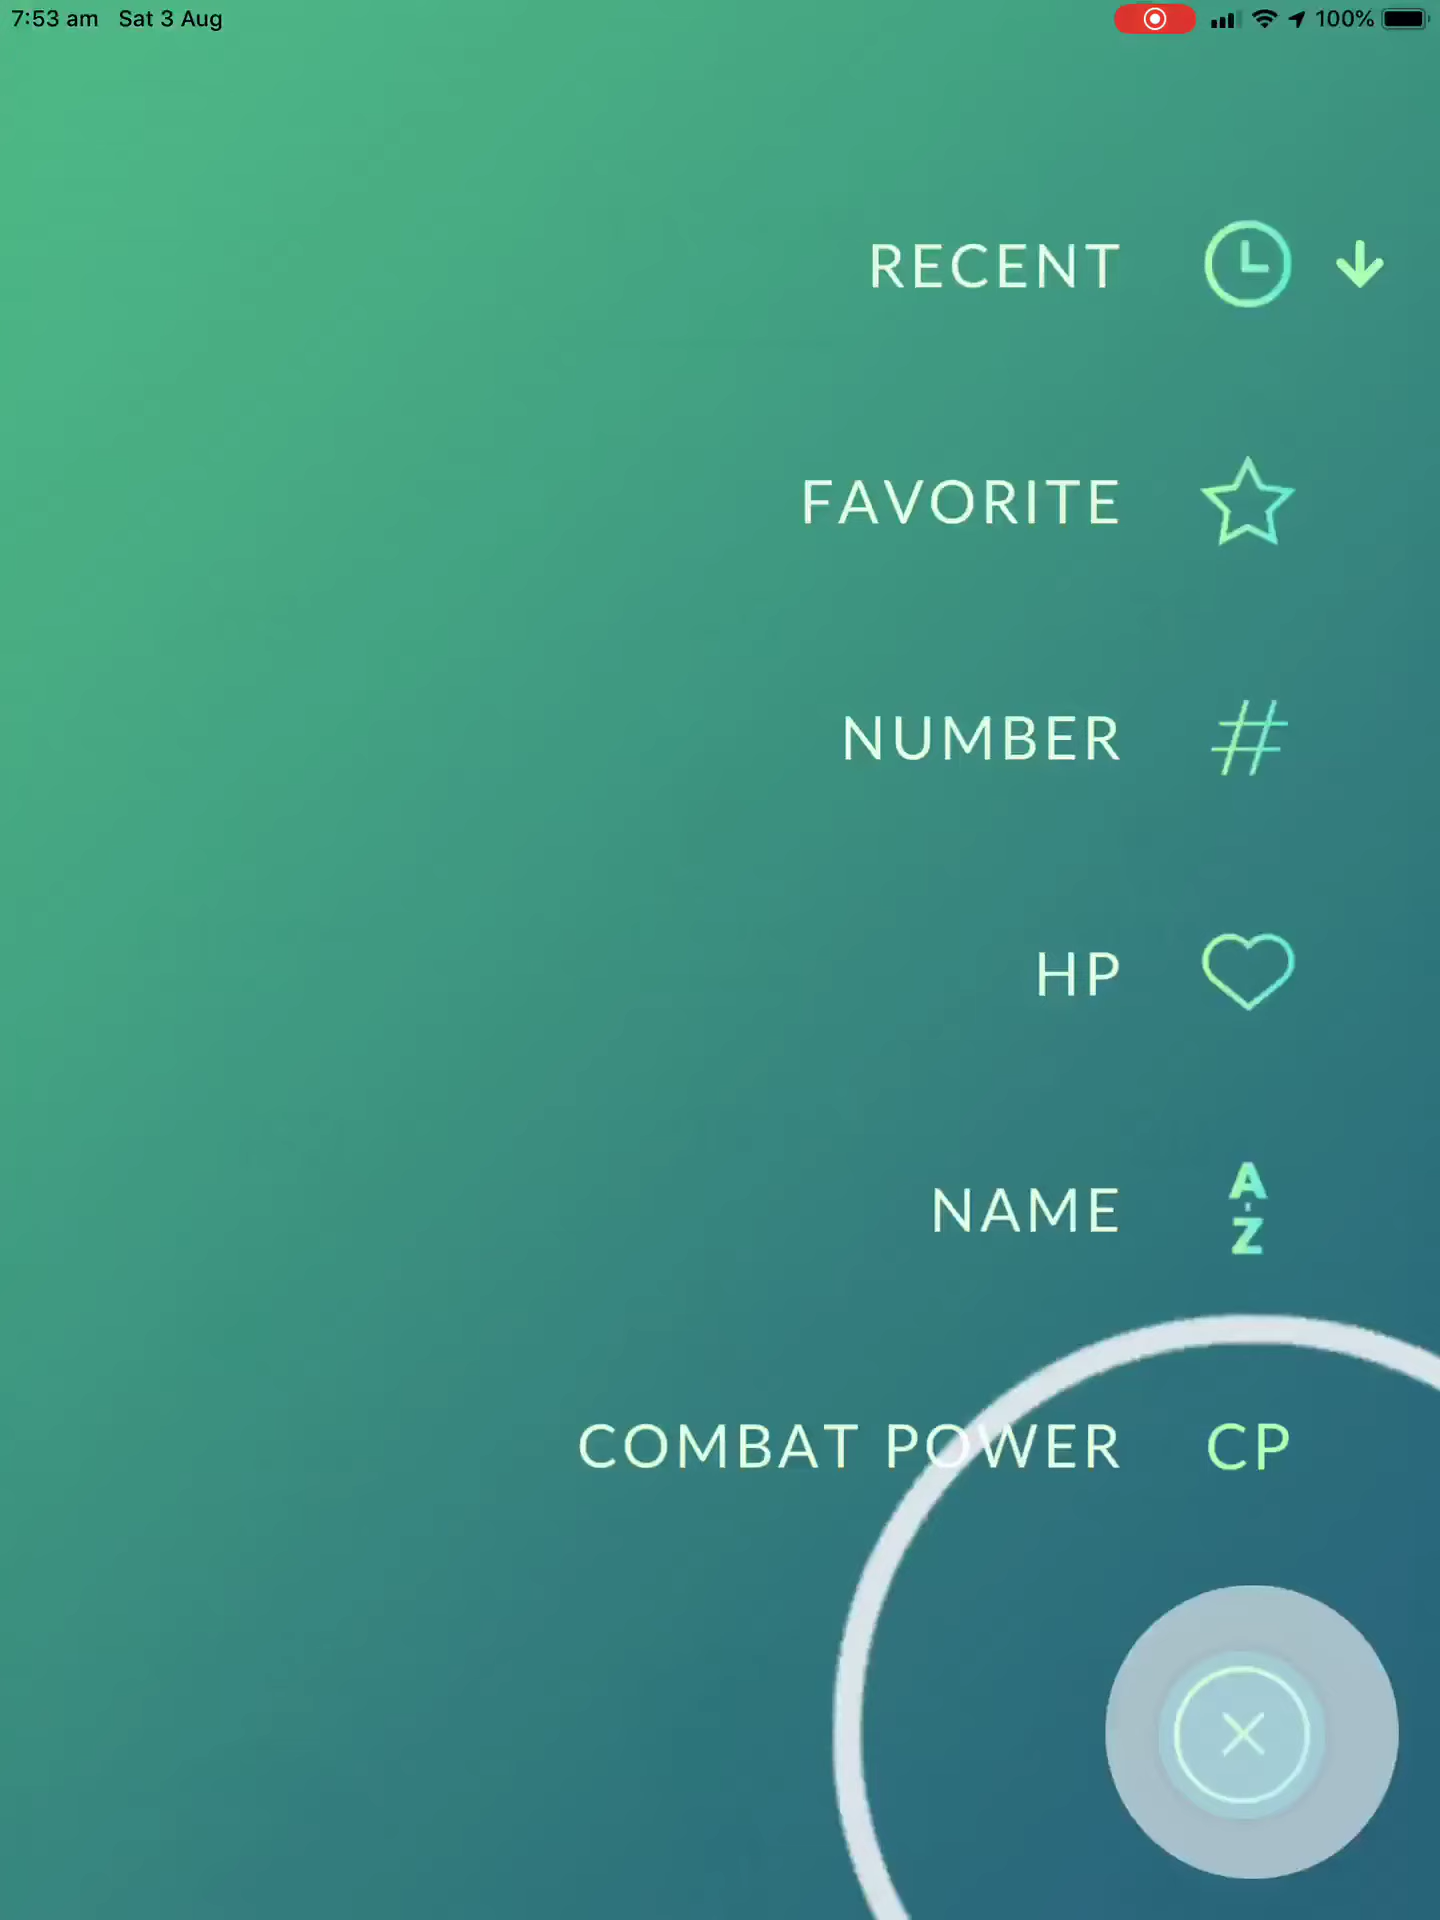 7:53 am Sat 3 Aug 100%
RECENT
FAVORITE
NUMBER #
HP
NAME A-Z
COMBAT POWER CP